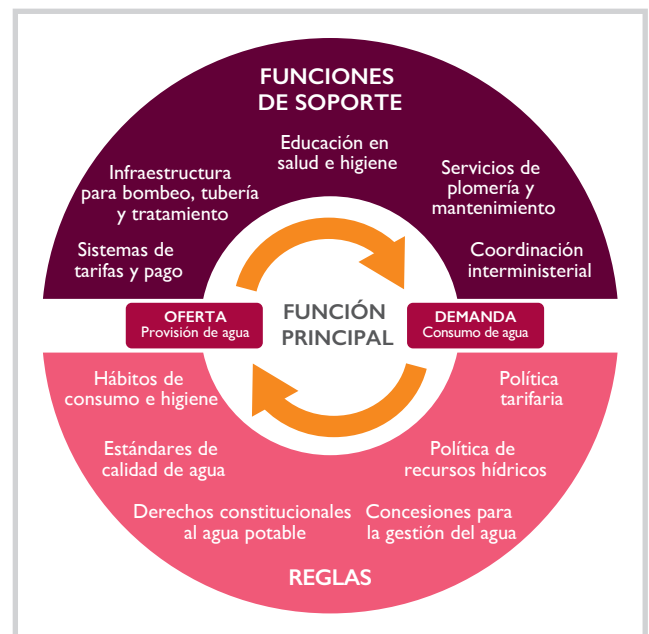 FUNCIONES
DE SOPORTE
Educación en
salud e higiene
Infraestructura
para bombeo, tubería
y tratamiento
Servicios de
plomería y
mantenimiento
Sistemas de
tarifas y pago
Coordinación
interministerial
OFERTA
Provisión de agua
FUNCIÓN
PRINCIPAL
DEMANDA
Consumo de agua
Hábitos de
consumo e higiene
Política
tarifaria
Estándares de
calidad de agua
Política de
recursos hídricos
Derechos constitucionales
al agua potable
Concesiones para
la gestión del agua
REGLAS